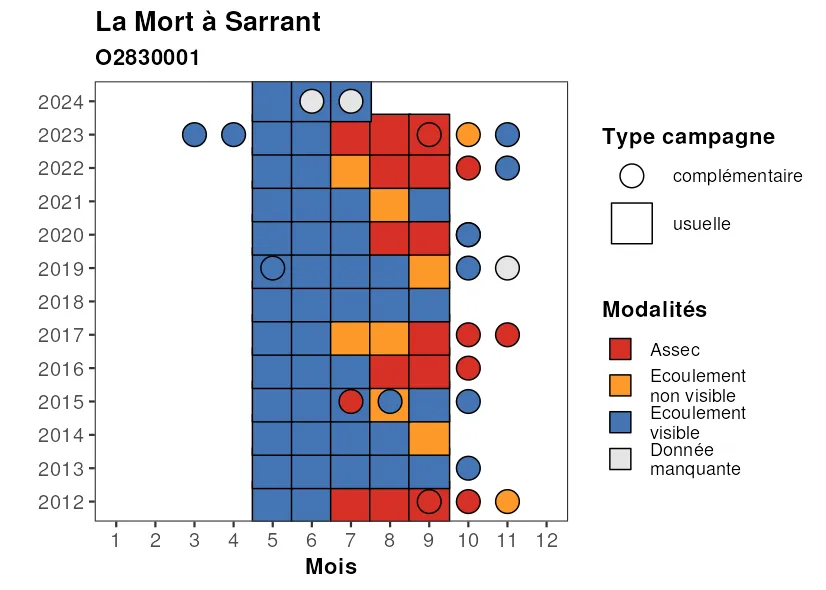 La Mort à Sarrant
O2830001
2024
2023
2022
2021
2020
2019
2018
2017
2016
2015
2014
2013
2012
1 2 3 4 5 6 7 8 9 10 11 12
Mois
Type campagne
complémentaire
usuelle
Modalités
Assec
Ecoulement
non visible
Ecoulement
visible
Donnée
manquante